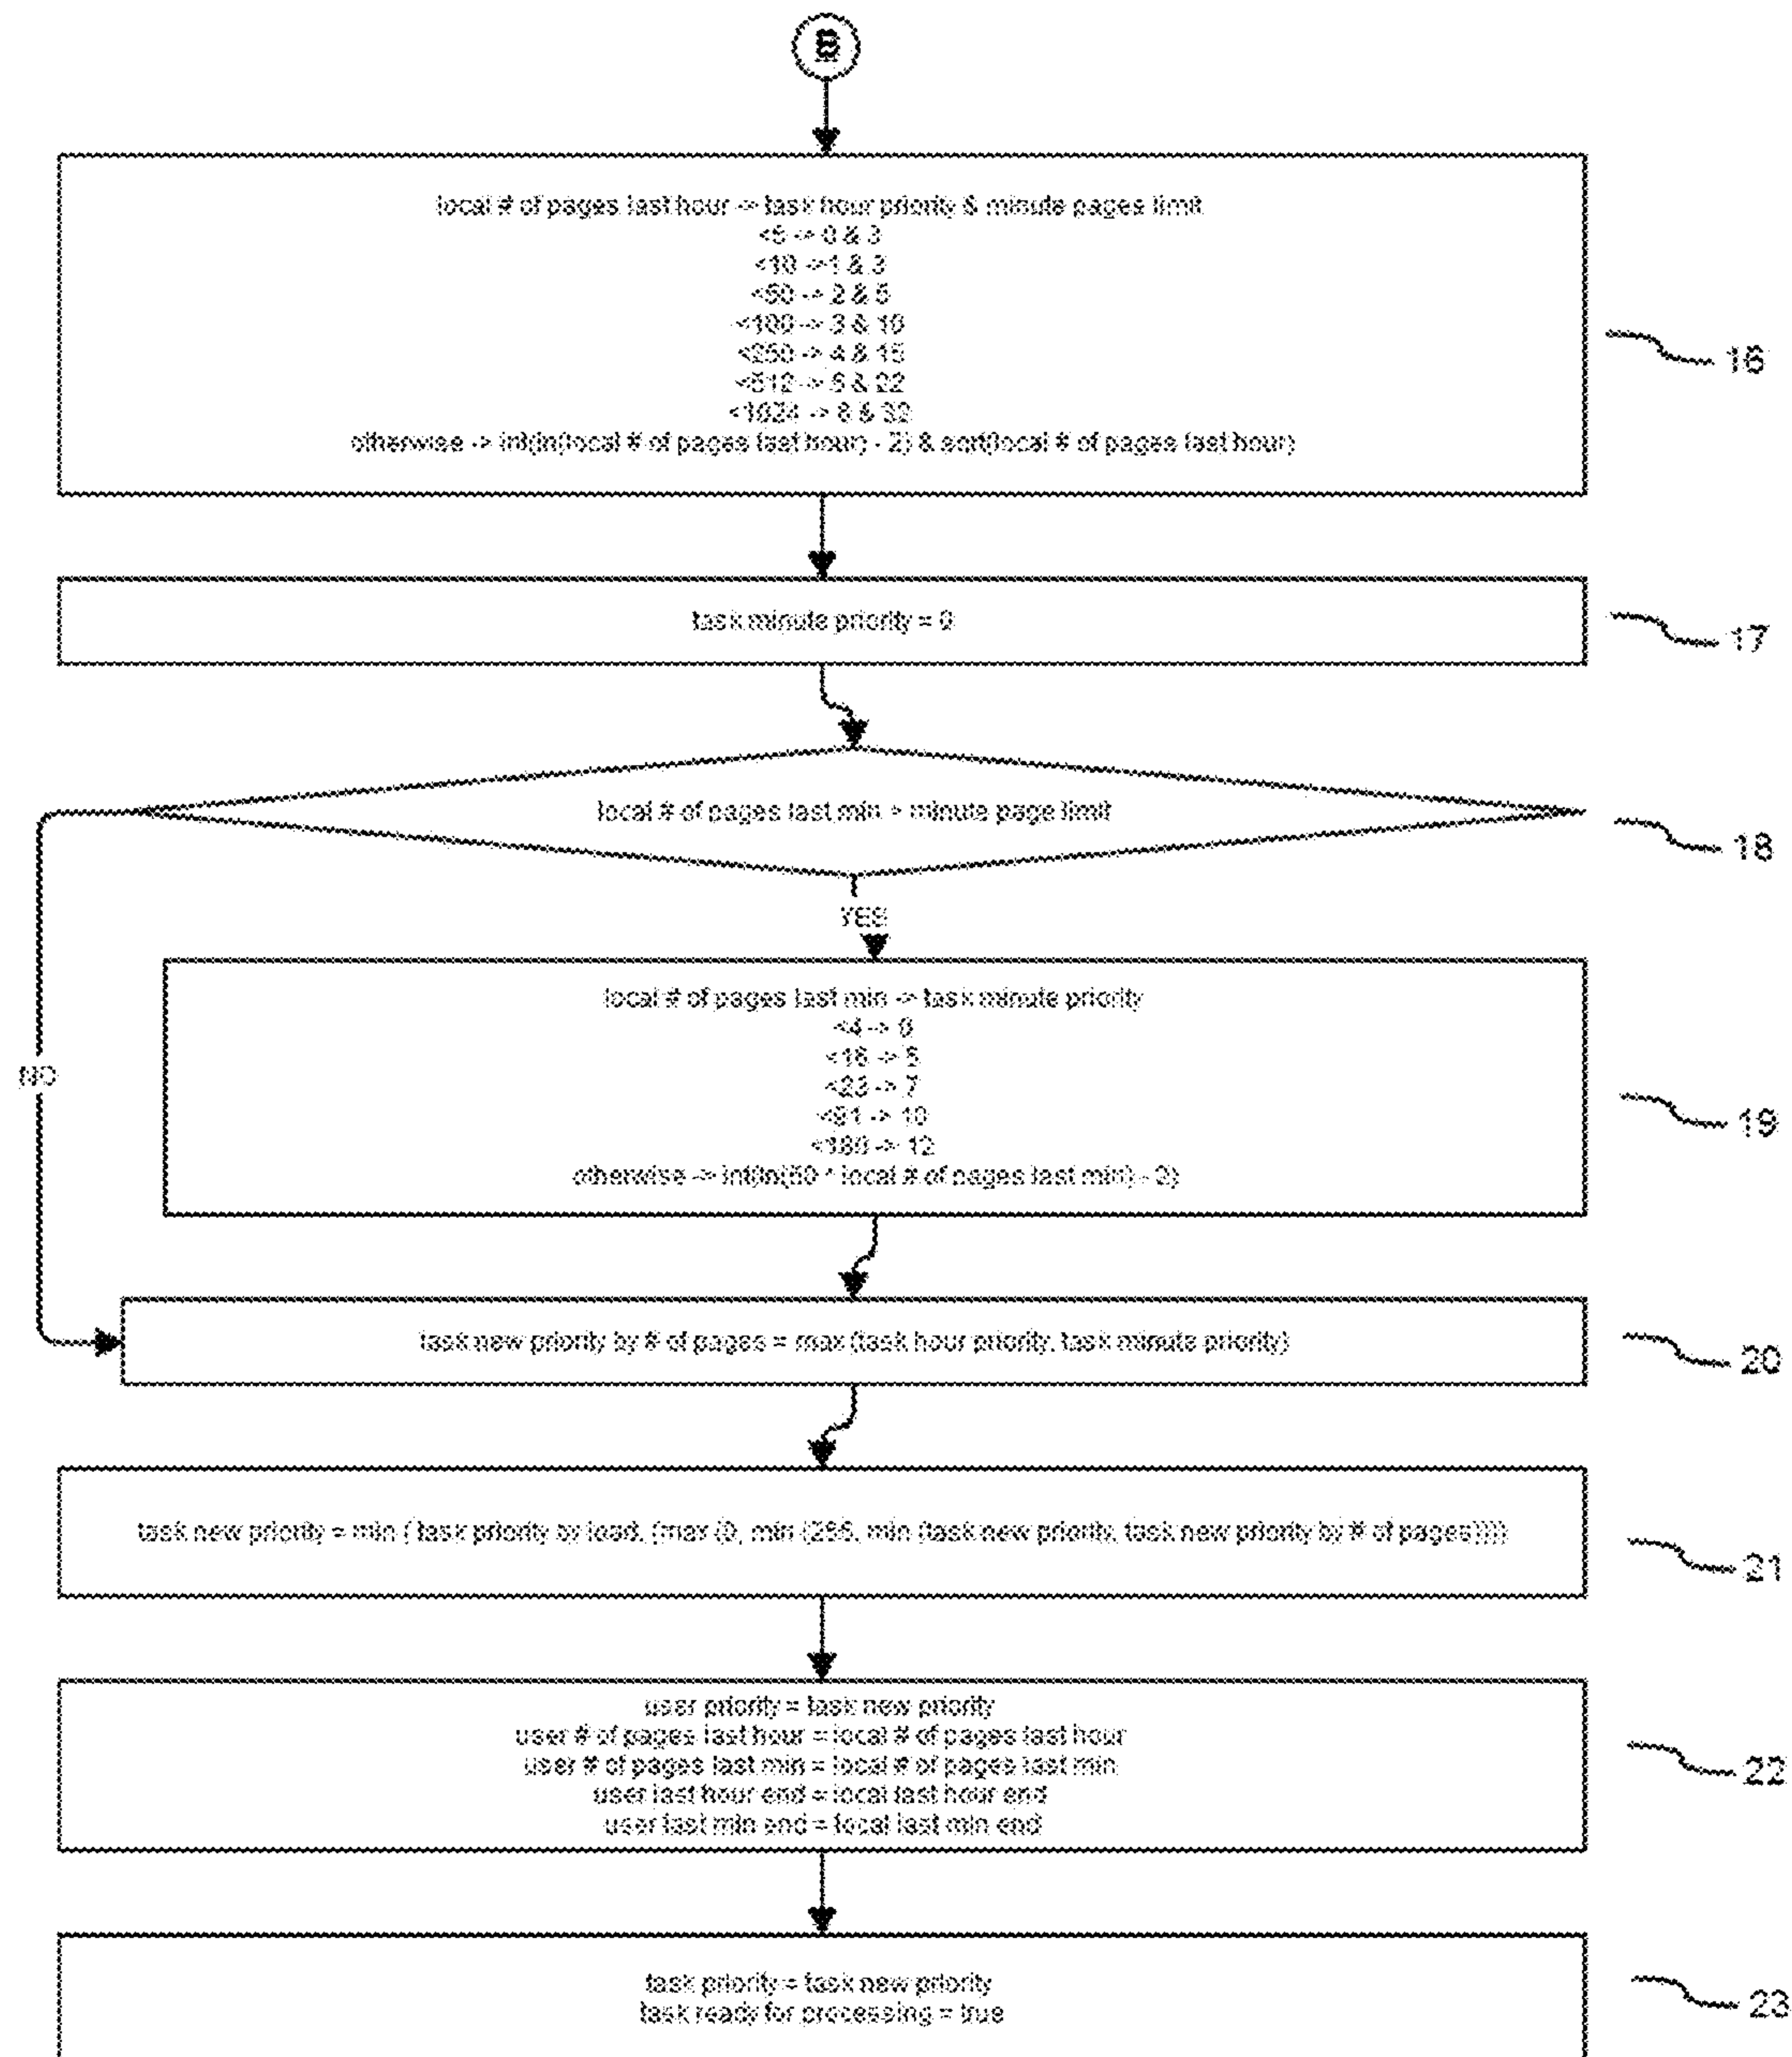 B
local # of pages last hour -> task hour priority & minute pages limit
<5 -> 0 & 3
<10 ->1 & 3
<50 -> 2 & 5
<100 -> 3 & 10
<250 -> 4 & 15
<512 -> & 22
<1024 -> & 32
otherwise -> int(ln(local # of pages last hour) - 2) & sqrt(local # of pages last hour)
16
task minute priority = 0
17
local # of pages last min > minute page limit
18
YES
NO
local # of pages last min -> task minute priority
<4 -> 0
<16 -> 5
<23 -> 7
-> 10
-> 12
otherwise -> * local # of pages last min) - 2)
19
task new priority by # of pages = max (task hour priority, task minute priority)
20
task new priority = min ( task priority by load, (max (0, min (255, min (task new priority, task new priority by # of pages)))))
21
user priority = task new priority
user # of pages last hour = local # of pages last hour
user # of pages last min = local # of pages last min
user last hour end = local last hour end
user last min end = local last min end
22
task priority = task new priority
task ready for processing = true
23